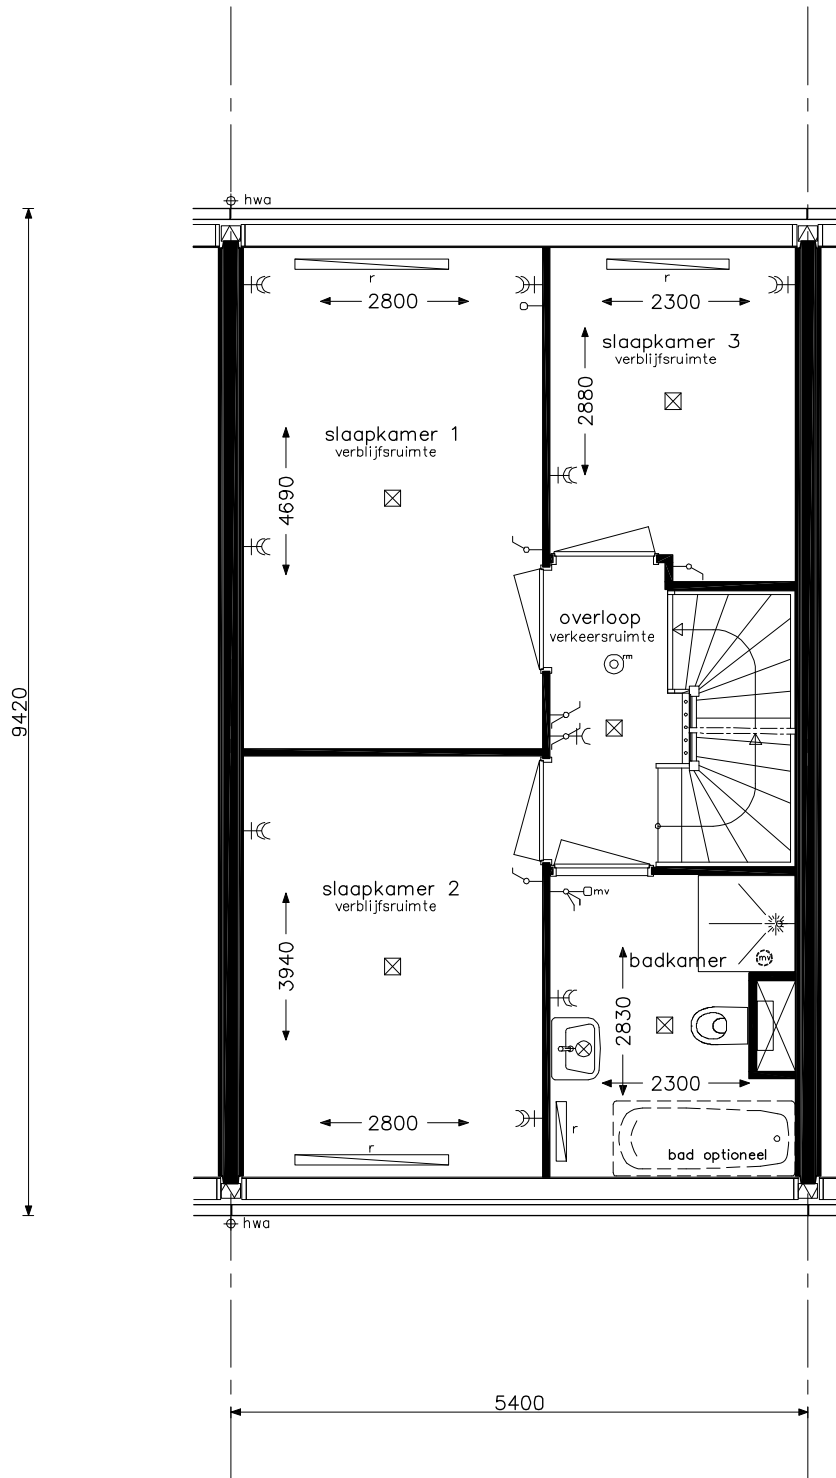 hwa
r
r
2800
2300
slaapkamer 3
verblijfsruimte
2880
slaapkamer 1
verblijfsruimte
4690
overloop
verkeersruimte
rm
9420
slaapkamer 2
verblijfsruimte
mv
3940
badkamer
mv
2830
2300
2800
r
r
bad optioneel
hwa
5400